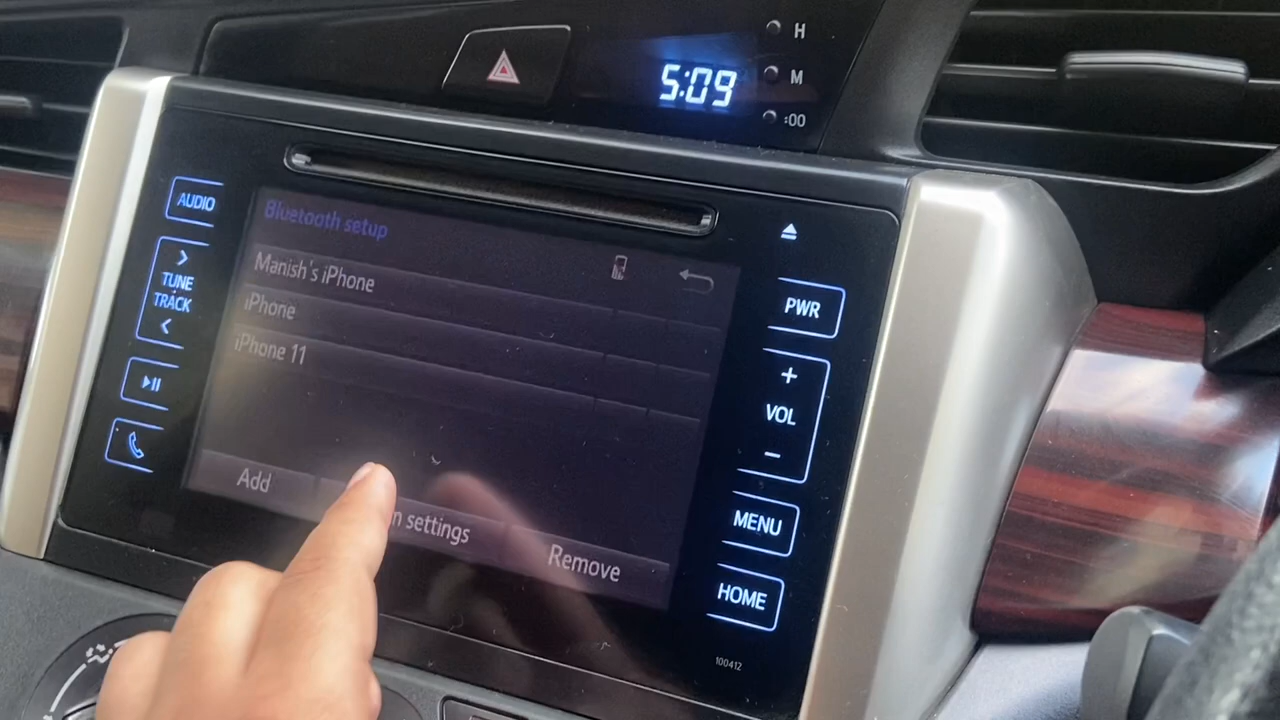 H
5:09
M
:00
AUDIO
TUNE
TRACK
Bluetooth setup
Manish's iPhone
iPhone
iPhone 11
Add
settings
Remove
PWR
+
VOL
-
MENU
HOME
100412